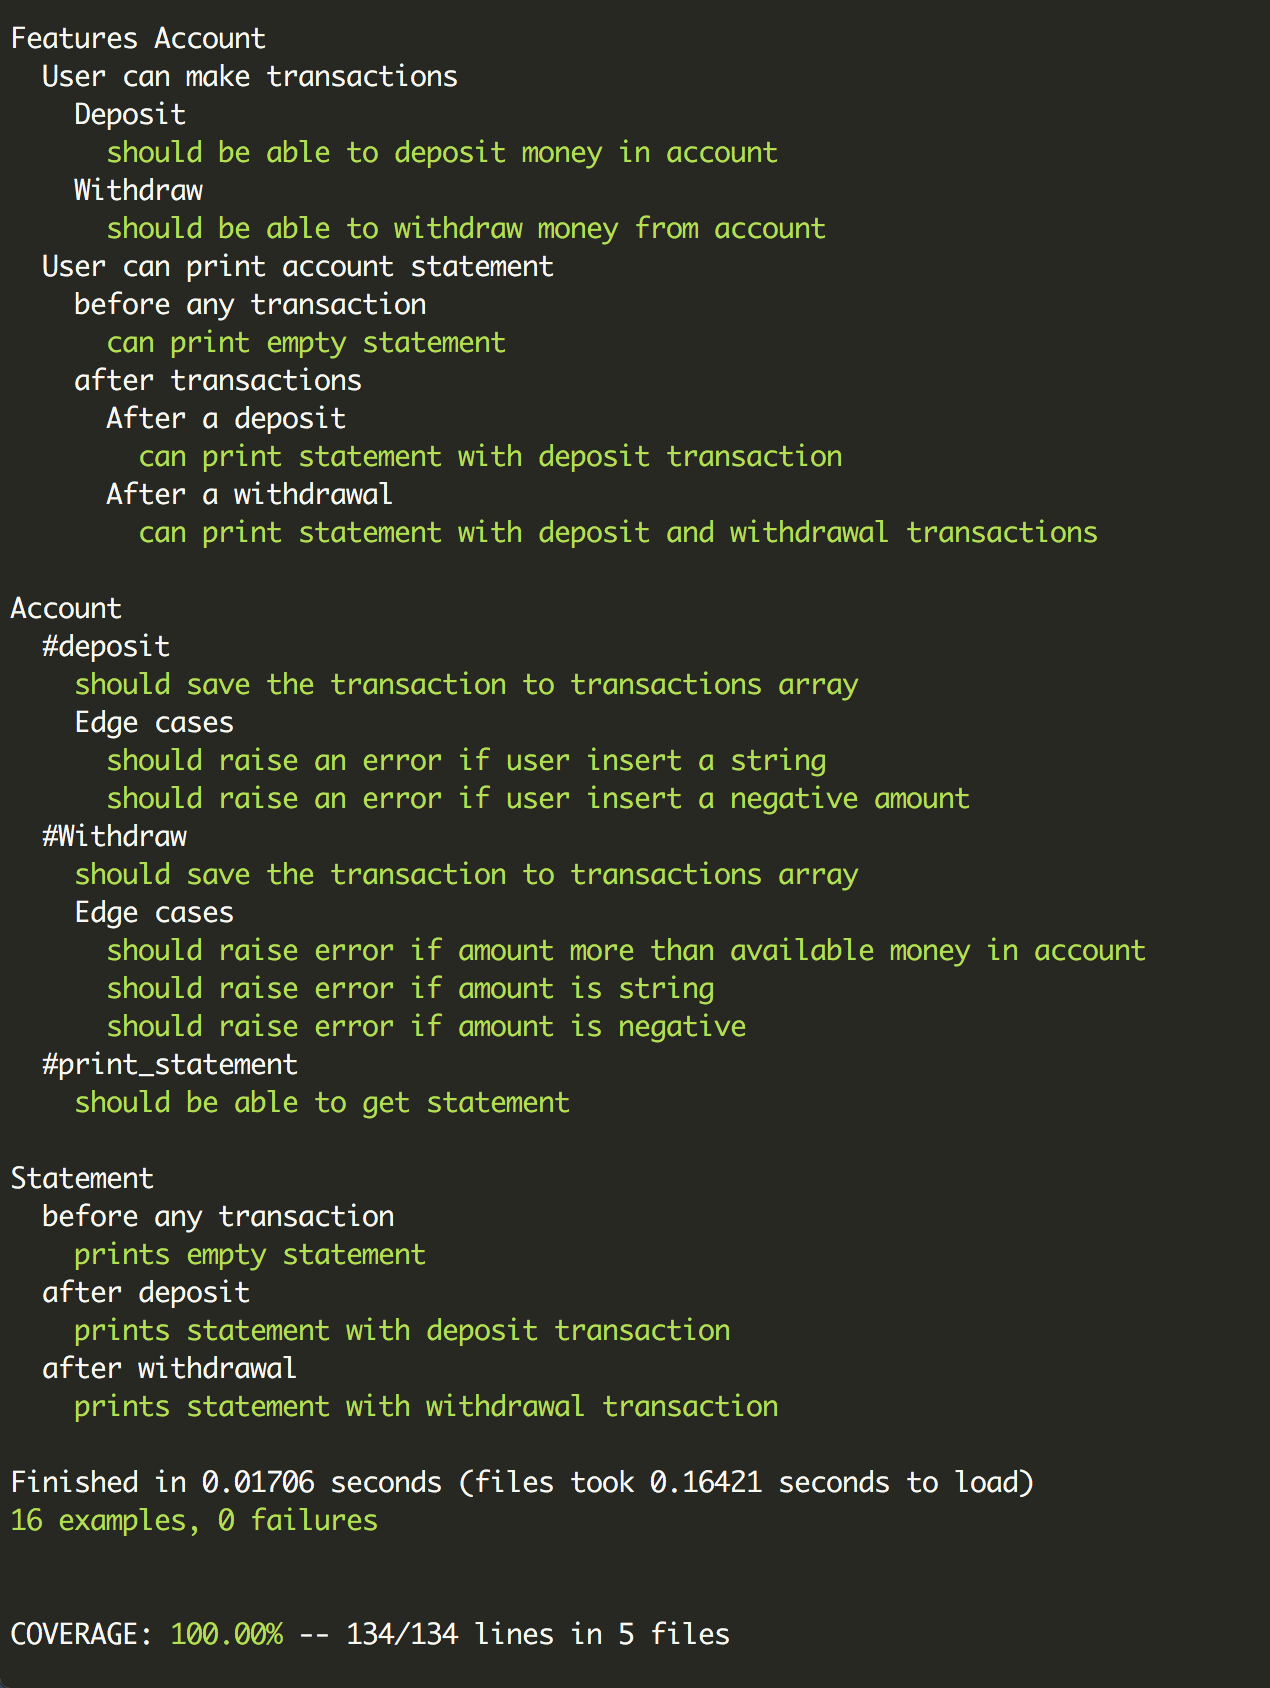 Features Account
  User can make transactions
    Deposit
      should be able to deposit money in account
    Withdraw
      should be able to withdraw money from account
  User can print account statement
    before any transaction
      can print empty statement
    after transactions
      After a deposit
        can print statement with deposit transaction
      After a withdrawal
        can print statement with deposit and withdrawal transactions

Account
  #deposit
    should save the transaction to transactions array
    Edge cases
      should raise an error if user insert a string
      should raise an error if user insert a negative amount
  #Withdraw
    should save the transaction to transactions array
    Edge cases
      should raise error if amount more than available money in account
      should raise error if amount is string
      should raise error if amount is negative
  #print_statement
    should be able to get statement

Statement
  before any transaction
    prints empty statement
  after deposit
    prints statement with deposit transaction
  after withdrawal
    prints statement with withdrawal transaction

Finished in 0.01706 seconds (files took 0.16421 seconds to load)
16 examples, 0 failures

COVERAGE: 100.00% -- 134/134 lines in 5 files